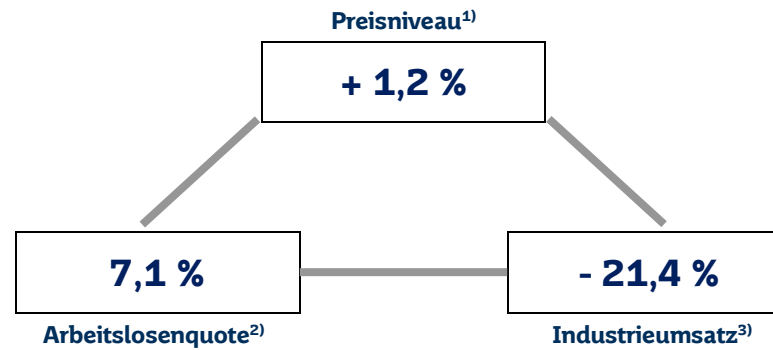 Preisniveau¹⁾
+ 1,2 %
7,1 %
- 21,4 %
Arbeitslosenquote²⁾
Industrieumsatz³⁾